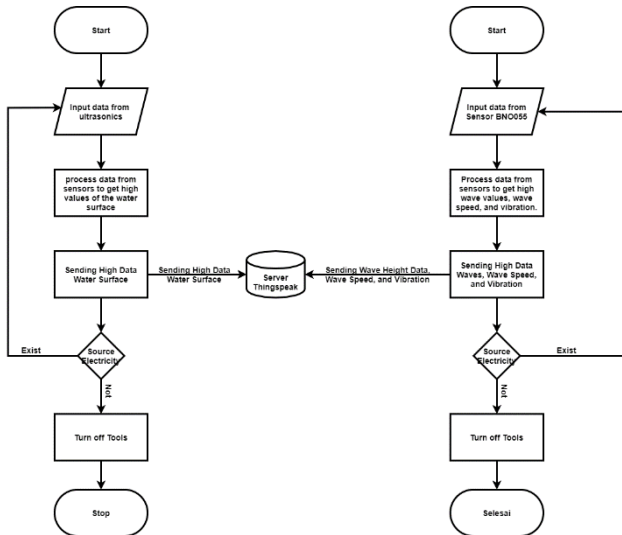 Start
Input data from
ultrasonics
process data from
sensors to get high
values of the water
surface
Sending High Data
Water Surface
Sending High Data
Water Surface
Server
Thingspeak
Source
Electricity
Exist
Not
Turn off Tools
Stop
Start
Input data from
Sensor BNO055
Process data from
sensors to get high
wave values, wave
speed, and vibration.
Sending High Data
Waves, Wave Speed,
and Vibration
Sending Wave Height Data,
Wave Speed, and Vibration
Source
Electricity
Exist
Not
Turn off Tools
Selesai